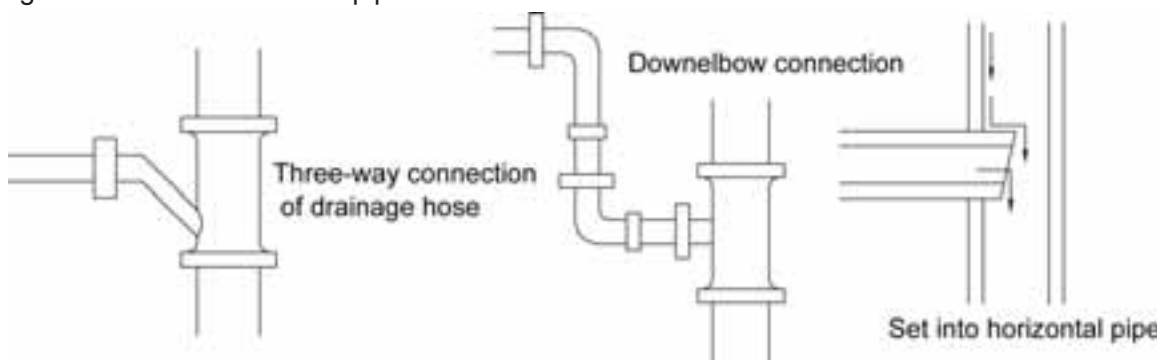 Three-way connection
of drainage hose
Downelbow connection
Set into horizontal pipe